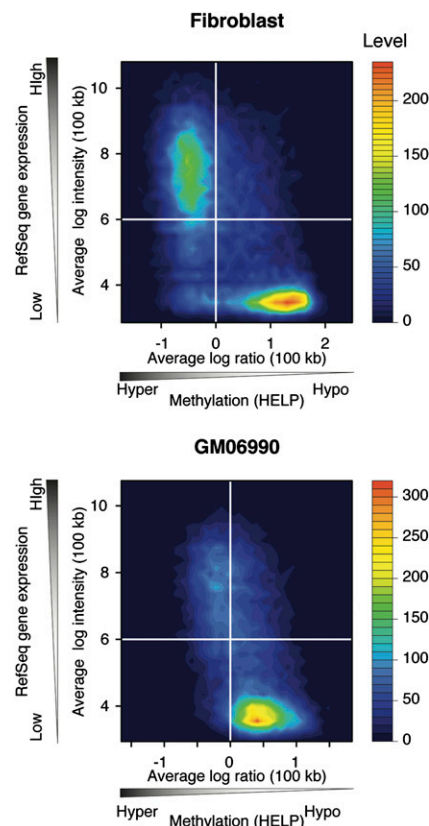 Fibroblast
Level
RefSeq gene expression
Low
HIgh
Average log intensity (100 kb)
10
8
6
4
-1
0
1
2
Average log ratio (100 kb)
Hyper
Hypo
Methylation (HELP)
200
150
100
50
0
GM06990
RefSeq gene expression
Low
HIgh
Average log intensity (100 kb)
10
8
6
4
-1
0
1
Average log ratio (100 kb)
Hyper
Hypo
Methylation (HELP)
300
250
200
150
100
50
0